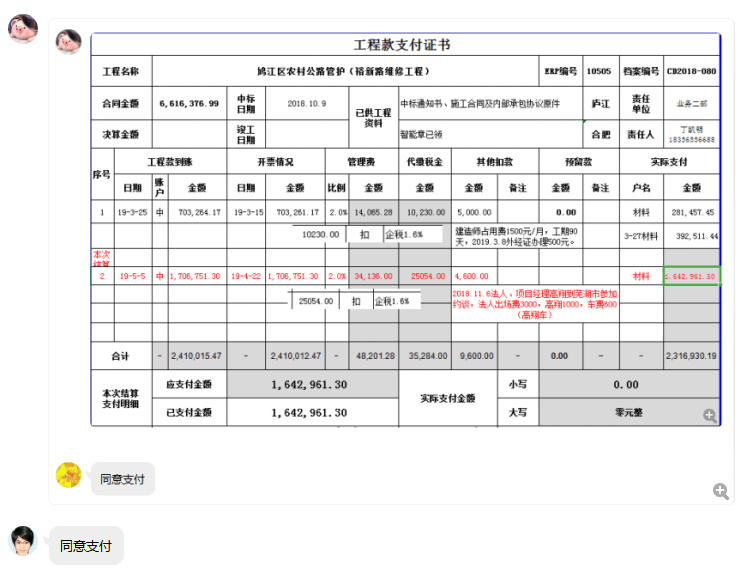 工程款支付证书
工程名称 鸠江区农村公路管护（裕新路维修工程） ERP编号 10505 档案编号 CD2018-080
合同金额 6,616,376.99 中标日期 2018.10.9 已供工程资料 中标通知书、施工合同及内部承包协议原件 庐江 责任单位 业务二部
决算金额 竣工日期 智能章已领 合肥 责任人 丁凯明 18356556688
序号 工程款到账 开票情况 管理费 代缴税金 其他扣款 预留款 实际支付
日期 账户 金额 日期 金额 比例 金额 金额 金额 备注 金额 备注 户名 金额
1 19-3-25 中 703,264.17 19-3-15 703,261.17 2.0% 14,065.28 10,230.00 5,000.00 0.00 材料 281,457.45
10230.00 扣 企税1.6% 建造师占用费1500元/月，工期90天，2019.3.8外经证办理500元。 3-27材料 392,511.44
本次结算
2 19-5-5 中 1,706,751.30 19-4-22 1,706,751.30 2.0% 34,136.00 25054.00 4,600.00 材料 1,642,961.30
25054.00 扣 企税1.6% 2018.11.6法人、项目经理高翔到芜湖市参加约谈，法人出场费3000，高翔1000，车费600（高翔车）
合计 - 2,410,015.47 - 2,410,012.47 - 48,201.28 35,284.00 9,600.00 - 0.00 - - 2,316,930.19
本次结算支付明细 应支付金额 1,642,961.30 实际支付金额 小写 0.00
已支付金额 1,642,961.30 大写 零元整
同意支付
同意支付